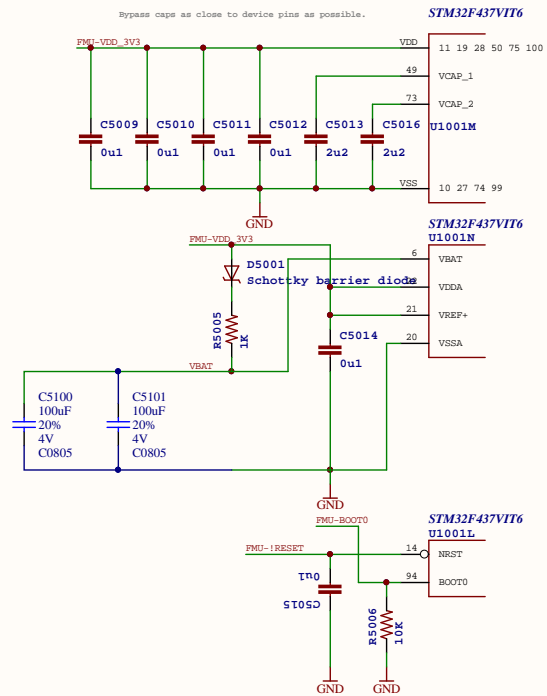 Bypass caps as close to device pins as possible.
STM32F437VIT6
FMU-VDD_3V3
VDD
11 19 28 50 75 100
49
VCAP_1
73
VCAP_2
C5009
C5010
C5011
C5012
C5013
C5016
U1001M
0u1
0u1
0u1
0u1
2u2
2u2
VSS
10 27 74 99
GND
STM32F437VIT6
U1001N
FMU-VDD_3V3
6
VBAT
D5001
Schottky barrier diode
VDDA
21
VREF+
R5005
1K
C5014
20
VSSA
0u1
VBAT
C5100
100uF
20%
4V
C0805
C5101
100uF
20%
4V
C0805
GND
STM32F437VIT6
FMU-BOOT0
U1001L
FMU-!RESET
14
NRST
0u1
94
BOOT0
C5015
R5006
10K
GND
GND